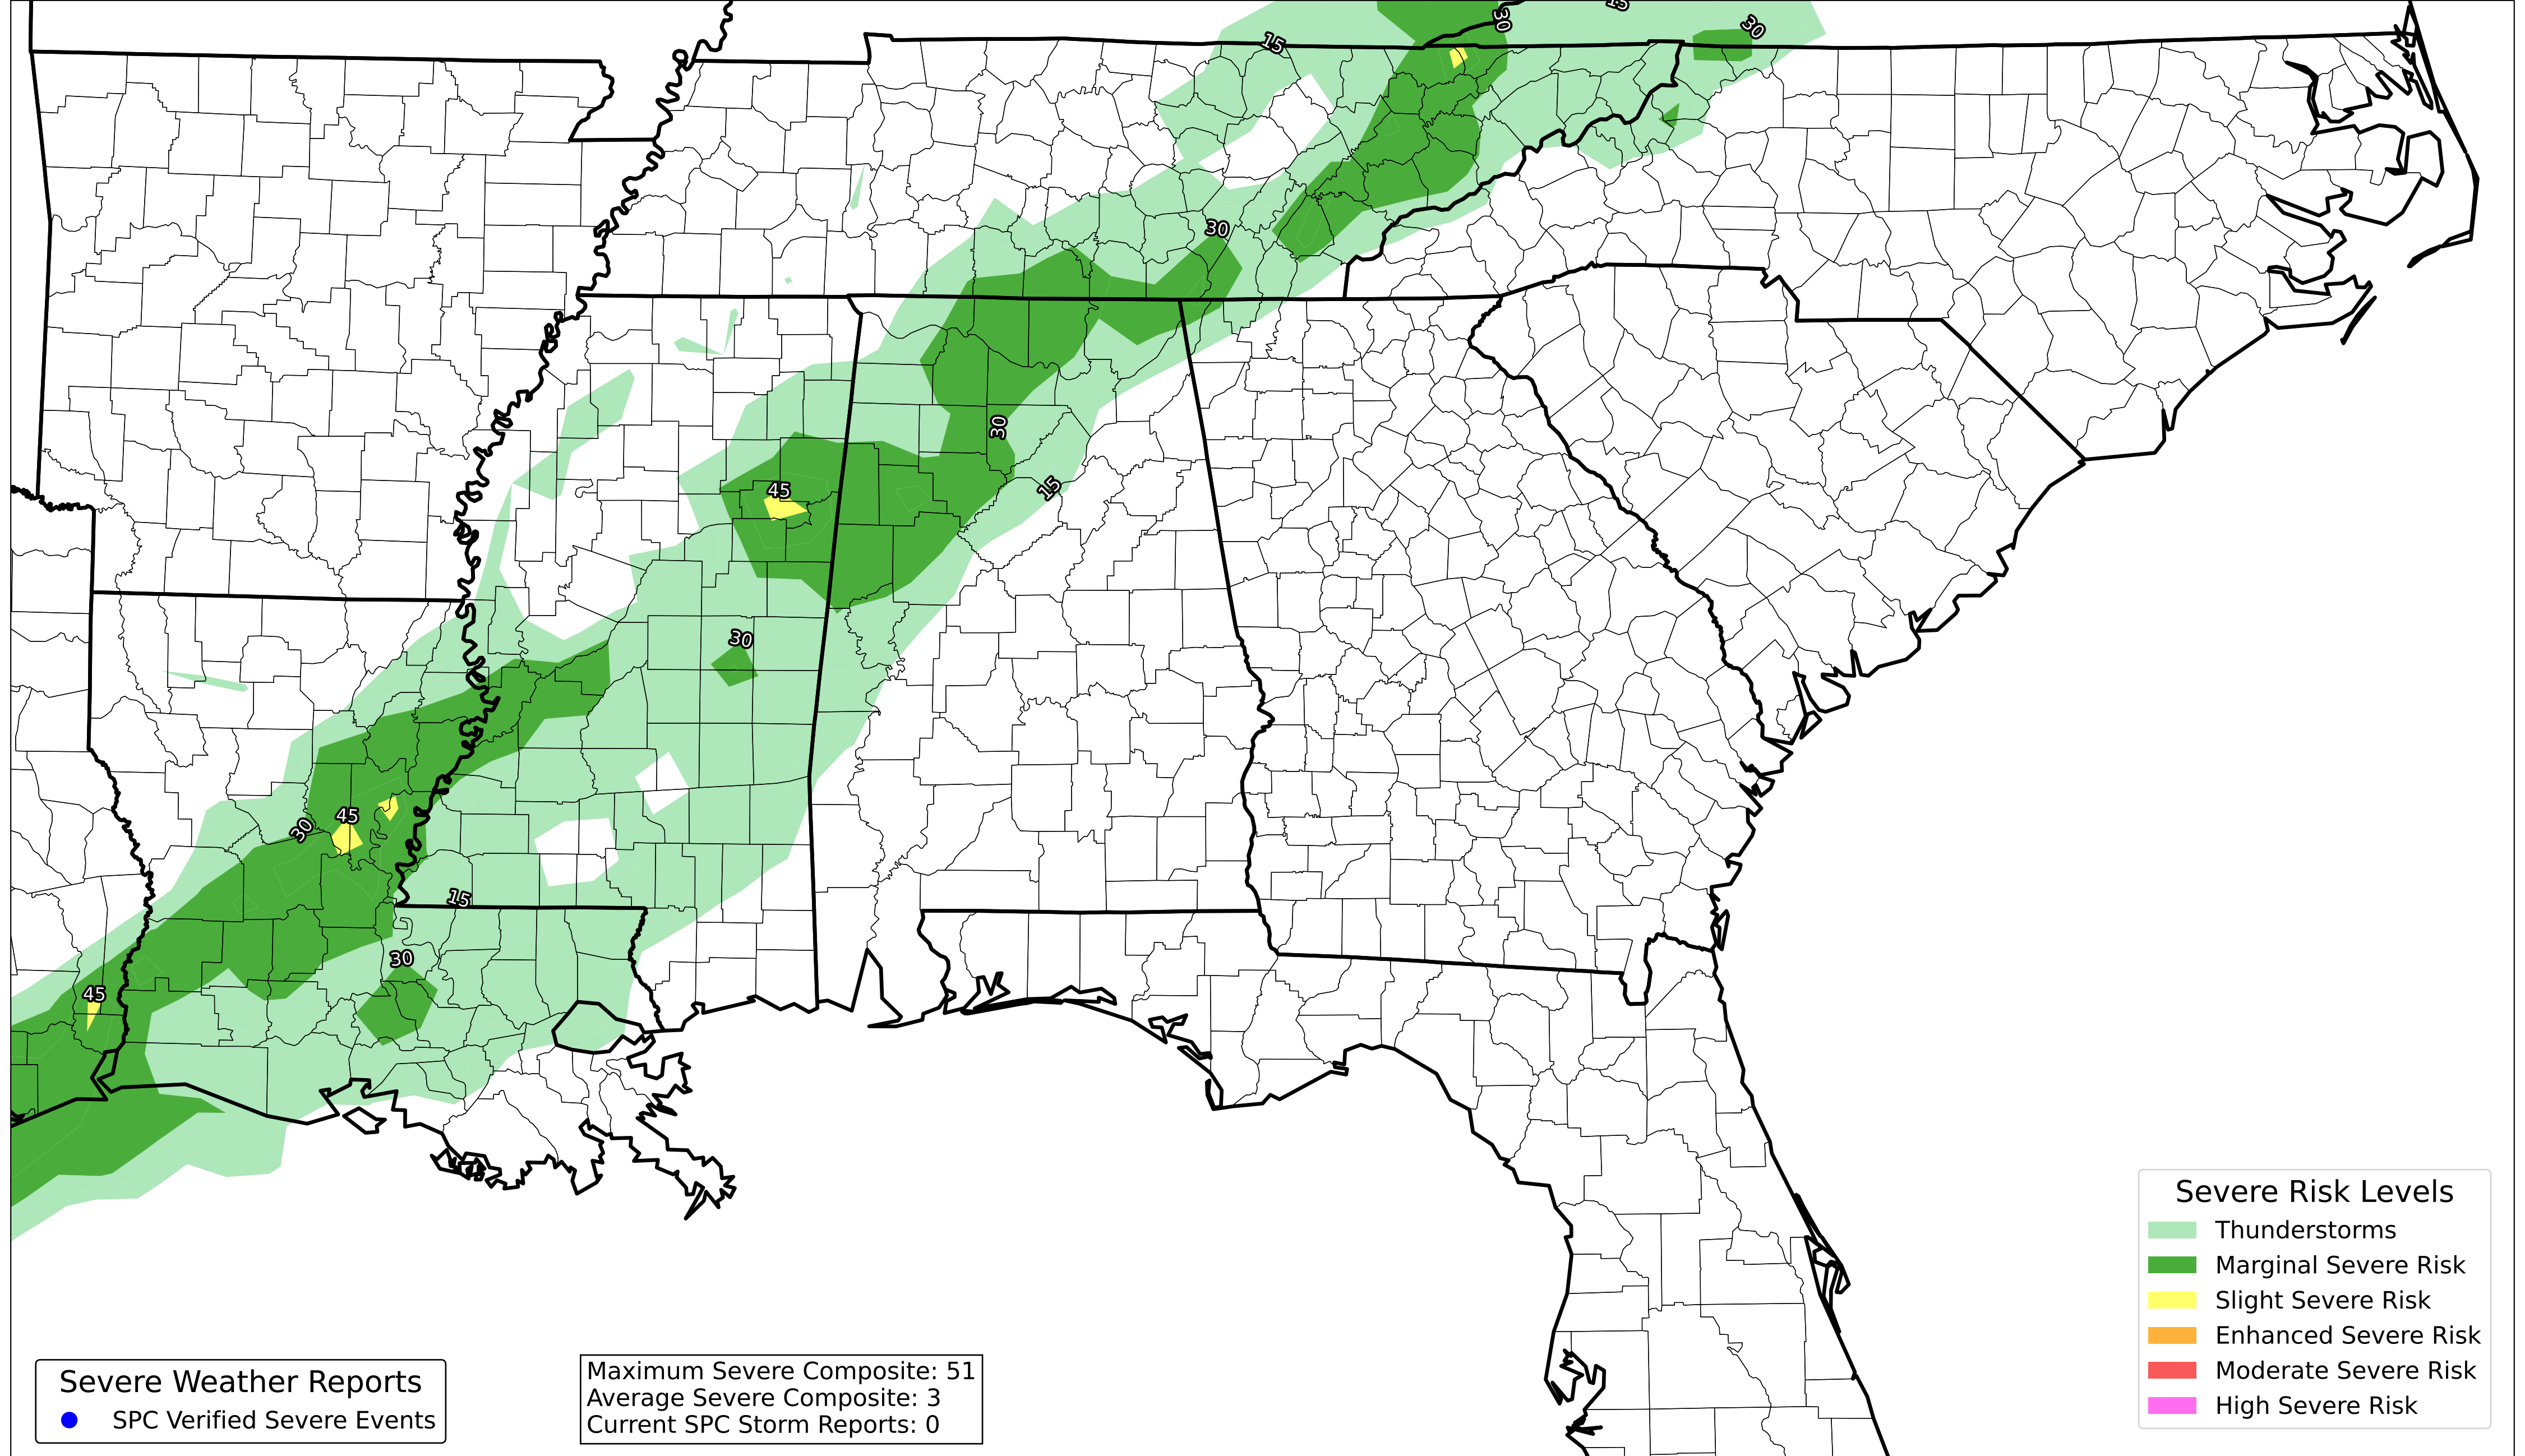 30
15
30
15
30
30
45
15
30
45
30
15
30
45
Severe Risk Levels
Thunderstorms
Marginal Severe Risk
Slight Severe Risk
Enhanced Severe Risk
Moderate Severe Risk
High Severe Risk
Severe Weather Reports
SPC Verified Severe Events
Maximum Severe Composite: 51
Average Severe Composite: 3
Current SPC Storm Reports: 0